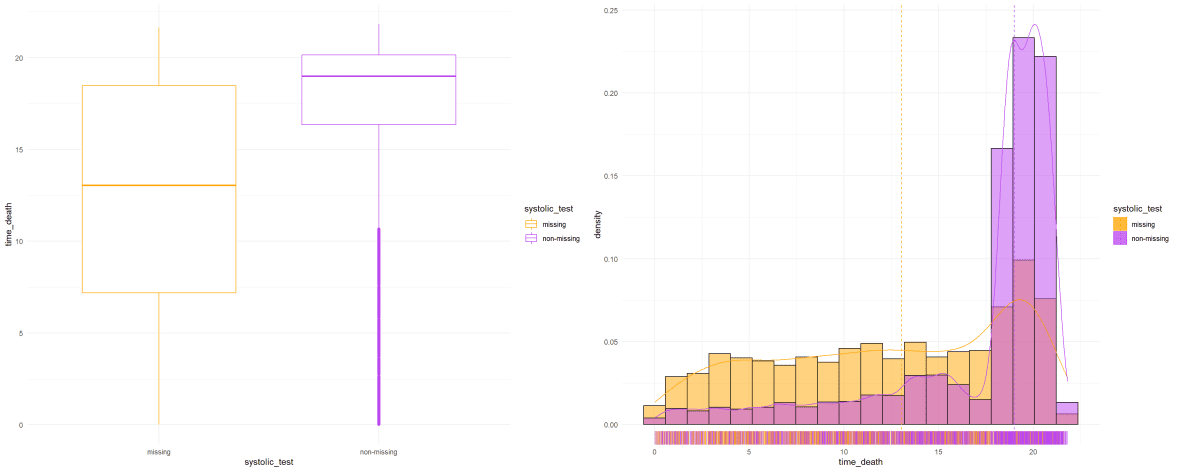 20
15
10
5
0
time_death
missing
non-missing
systolic_test
systolic_test
missing
non-missing
0.25
0.20
0.15
0.10
0.05
0.00
density
0
5
10
15
20
time_death
systolic_test
missing
non-missing